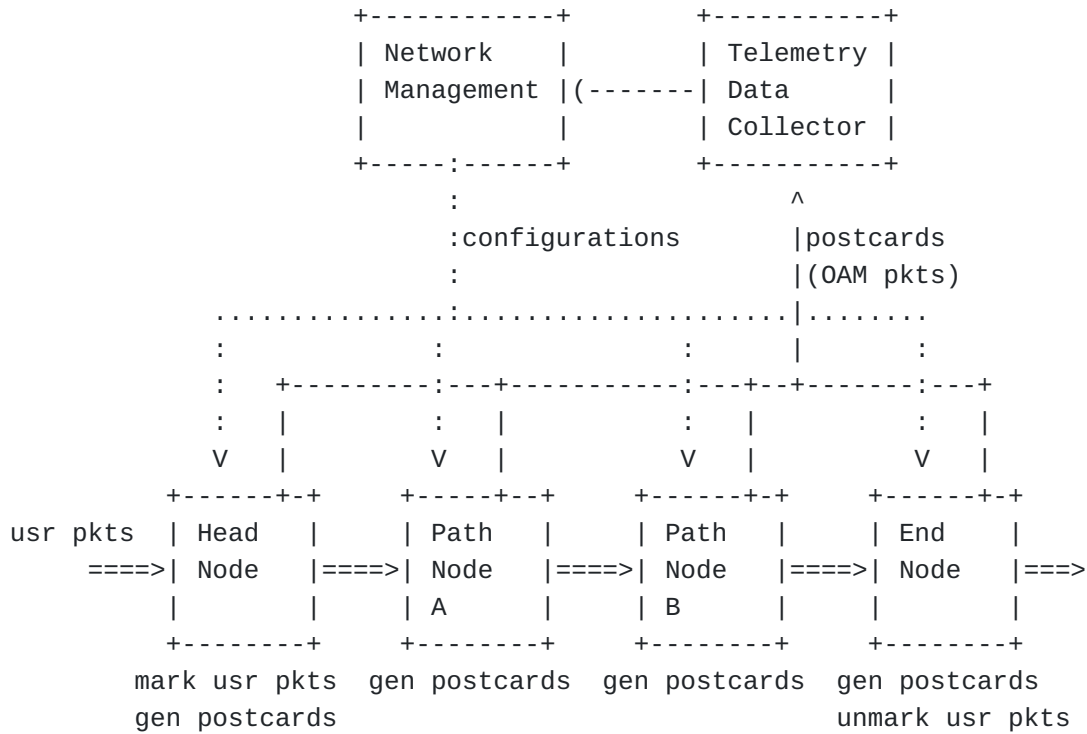 Network Telemetry
Management Data
Collector
configurations postcards
(OAM pkts)
V V V V
usr pkts Head Path Path End
Node Node Node Node
A B
mark usr pkts gen postcards gen postcards gen postcards
gen postcards unmark usr pkts